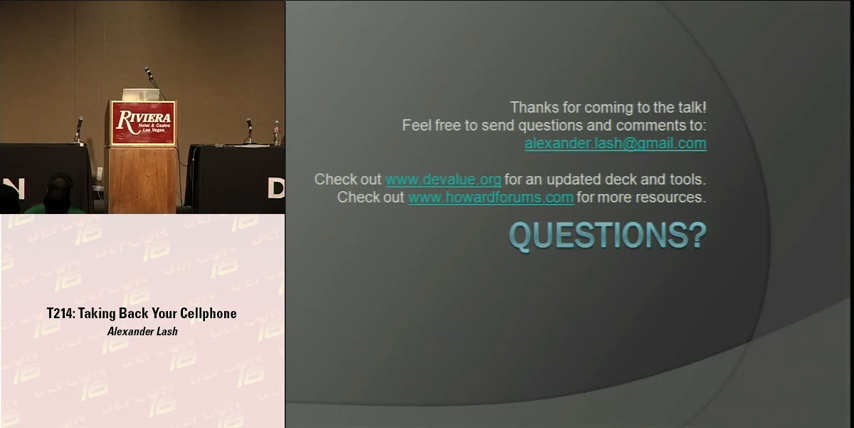 RIVIERA
Hotel & Casino
Las Vegas
N
D
T214: Taking Back Your Cellphone
Alexander Lash
DEFCON 16
Thanks for coming to the talk!
Feel free to send questions and comments to:
alexander.lash@gmail.com
Check out www.devalue.org for an updated deck and tools.
Check out www.howardforums.com for more resources.
QUESTIONS?